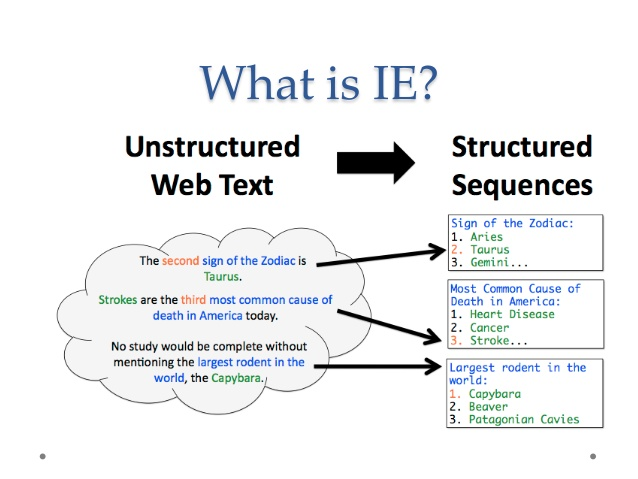 What is IE?
Unstructured
Web Text
Structured
Sequences
The second sign of the Zodiac is
Taurus.
Strokes are the third most common cause of
death in America today.
No study would be complete without
mentioning the largest rodent in the
world, the Capybara.
Sign of the Zodiac:
1. Aries
2. Taurus
3. Gemini...
Most Common Cause of
Death in America:
1. Heart Disease
2. Cancer
3. Stroke...
Largest rodent in the
world:
1. Capybara
2. Beaver
3. Patagonian Cavies